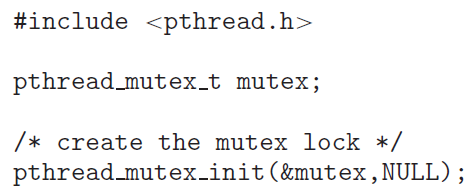 #include <pthread.h>
pthread_mutex_t mutex;
/* create the mutex lock */
pthread_mutex_init(&mutex,NULL);